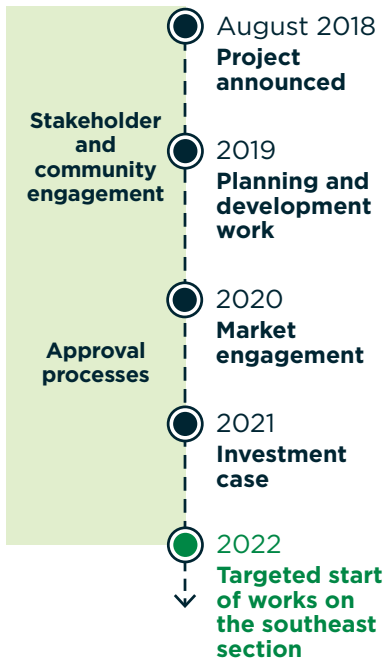 August 2018
Project
announced
Stakeholder
and
community
engagement
2019
Planning and
development
work
2020
Market
engagement
Approval
processes
2021
Investment
case
2022
Targeted start
of works on
the southeast
section